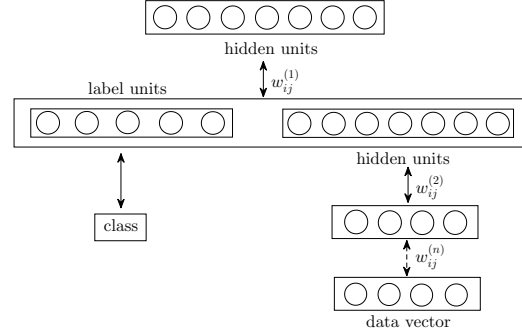 hidden units
w_{ij}^{(1)}
label units
hidden units
w_{ij}^{(2)}
class
w_{ij}^{(n)}
data vector